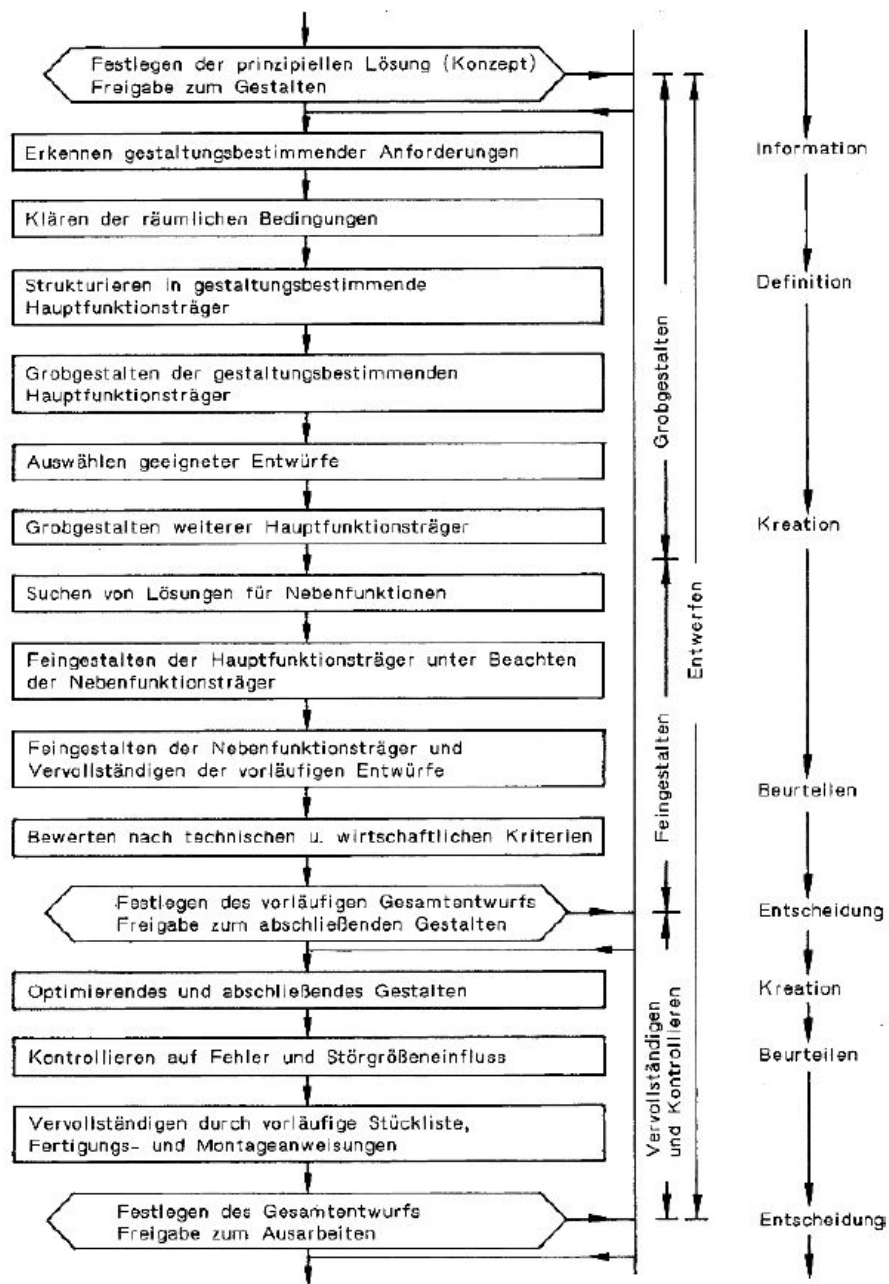 Festlegen der prinzipiellen Lösung (Konzept)
Freigabe zum Gestalten
Erkennen gestaltungsbestimmender Anforderungen
Klären der räumlichen Bedingungen
Strukturieren in gestaltungsbestimmende
Hauptfunktionsträger
Grobgestalten der gestaltungsbestimmenden
Hauptfunktionsträger
Auswählen geeigneter Entwürfe
Grobgestalten weiterer Hauptfunktionsträger
Suchen von Lösungen für Nebenfunktionen
Feingestalten der Hauptfunktionsträger unter Beachten
der Nebenfunktionsträger
Feingestalten der Nebenfunktionsträger und
Vervollständigen der vorläufigen Entwürfe
Bewerten nach technischen u. wirtschaftlichen Kriterien
Festlegen des vorläufigen Gesamtentwurfs
Freigabe zum abschließenden Gestalten
Optimierendes und abschließendes Gestalten
Kontrollieren auf Fehler und Störgrößeneinfluss
Vervollständigen durch vorläufige Stückliste,
Fertigungs- und Montageanweisungen
Festlegen des Gesamtentwurfs
Freigabe zum Ausarbeiten
Grobgestalten
Feingestalten
Vervollständigen
und Kontrollieren
Entwerfen
Information
Definition
Kreation
Beurteilen
Entscheidung
Kreation
Beurteilen
Entscheidung